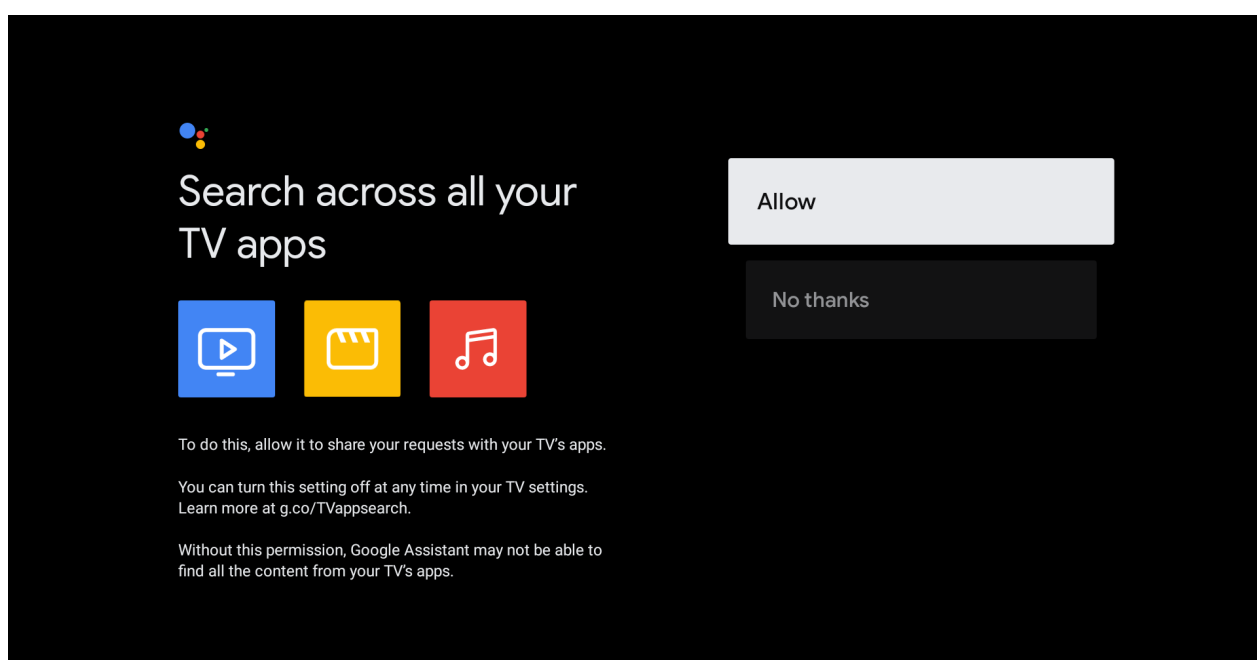 Search across all your
TV apps
To do this, allow it to share your requests with your TV’s apps.
You can turn this setting off at any time in your TV settings.
Learn more at g.co/TVappsearch.
Without this permission, Google Assistant may not be able to
find all the content from your TV’s apps.
Allow
No thanks